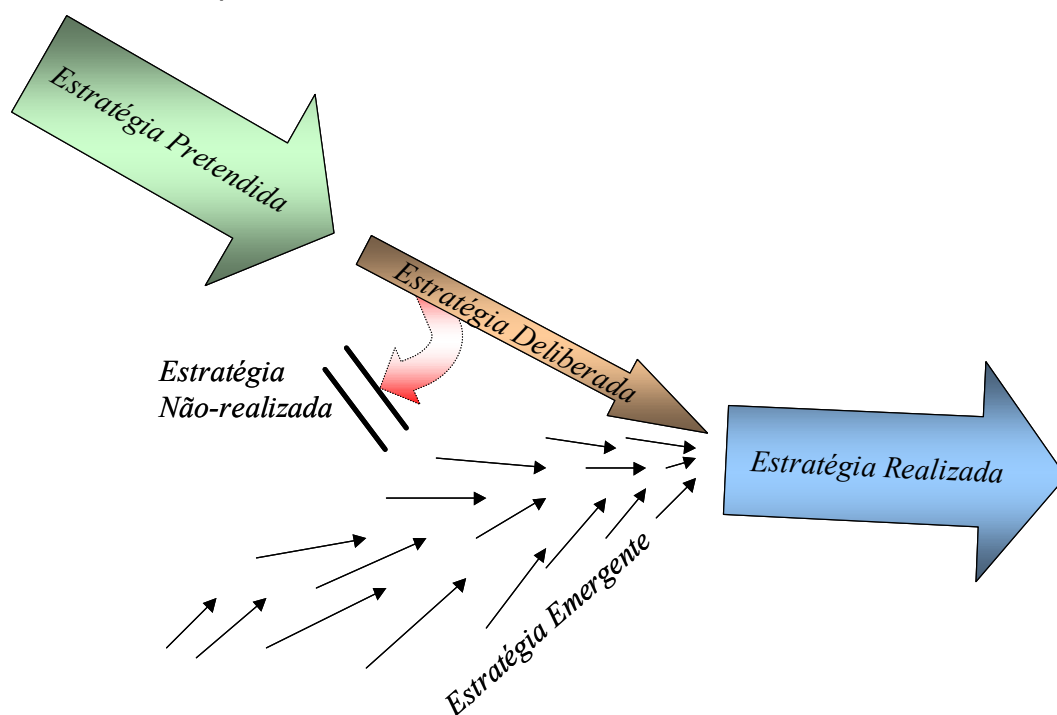 Estratégia Pretendida
Estratégia Deliberada
Estratégia
Não-realizada
Estratégia Realizada
Estratégia Emergente